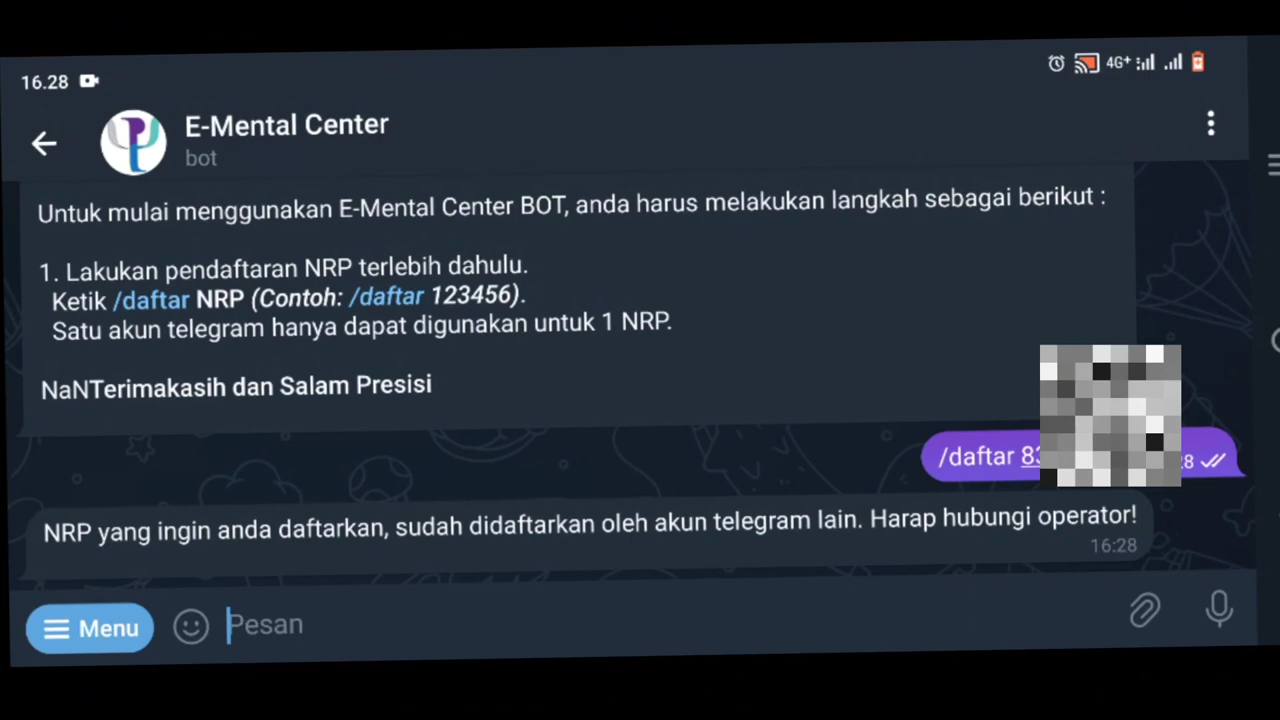 16.28
4G+
E-Mental Center
bot
Untuk mulai menggunakan E-Mental Center BOT, anda harus melakukan langkah sebagai berikut :
1. Lakukan pendaftaran NRP terlebih dahulu.
Ketik /daftar NRP (Contoh: /daftar 123456).
Satu akun telegram hanya dapat digunakan untuk 1 NRP.
NaNTerimakasih dan Salam Presisi
/daftar 83
NRP yang ingin anda daftarkan, sudah didaftarkan oleh akun telegram lain. Harap hubungi operator!
16:28
Menu
Pesan